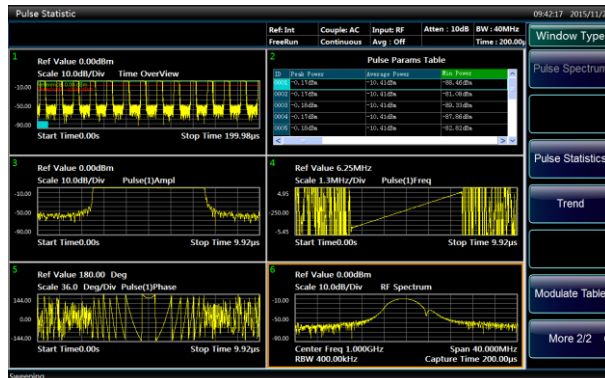 Pulse Statistic
09:42:17 2015/11/2
Ref: Int Couple: AC Input: RF Atten : 10dB BW : 40MHz
FreeRun Continuous Avg : Off Time : 200.00μ
Window Type
1
Ref Value 0.00dBm
Scale 10.0dB/Div Time OverView
-10.00
-50.00
-90.00
Start Time0.00s Stop Time 199.98μs
2
Pulse Params Table
ID Peak Power Average Power Min Power
0001 -0.17dBm -10.41dBm -88.46dBm
0002 -0.17dBm -10.41dBm -81.08dBm
0003 -0.18dBm -10.41dBm -89.33dBm
0004 -0.17dBm -10.41dBm -87.86dBm
0005 -0.18dBm -10.41dBm -82.82dBm
Pulse Spectrum
Pulse Statistics
Trend
Modulate Table
More 2/2
3
Ref Value 0.00dBm
Scale 10.0dB/Div Pulse(1)Ampl
-10.00
-50.00
-90.00
Start Time0.00s Stop Time 9.92μs
4
Ref Value 6.25MHz
Scale 1.3MHz/Div Pulse(1)Freq
4.95
-250.00
-5.45
Start Time0.00s Stop Time 9.92μs
5
Ref Value 180.00 Deg
Scale 36.0 Deg/Div Pulse(1)Phase
144.00
0.00
-144.00
Start Time0.00s Stop Time 9.92μs
6
Ref Value 0.00dBm
Scale 10.0dB/Div RF Spectrum
-10.00
-50.00
-90.00
Center Freq 1.000GHz Span 40.000MHz
RBW 400.00kHz Capture Time 200.00μs
Sweeping